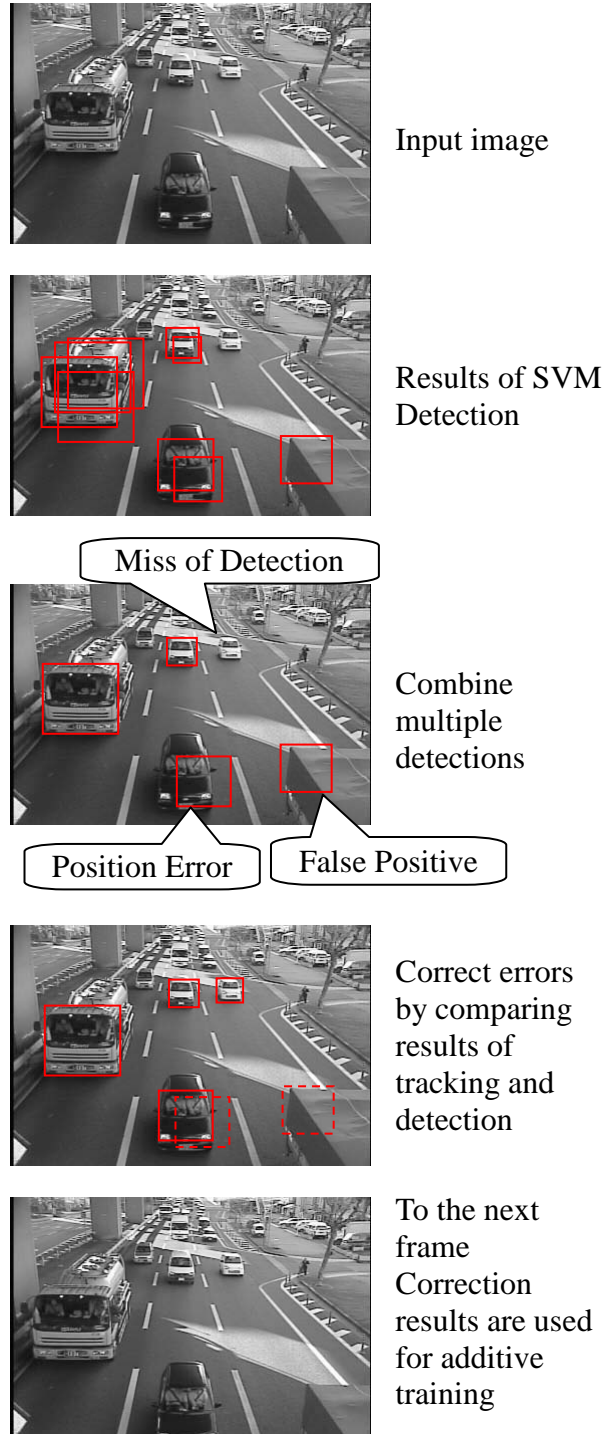 Input image
Results of SVM
Detection
Miss of Detection
Combine
multiple
detections
Position Error
False Positive
Correct errors
by comparing
results of
tracking and
detection
To the next
frame
Correction
results are used
for additive
training